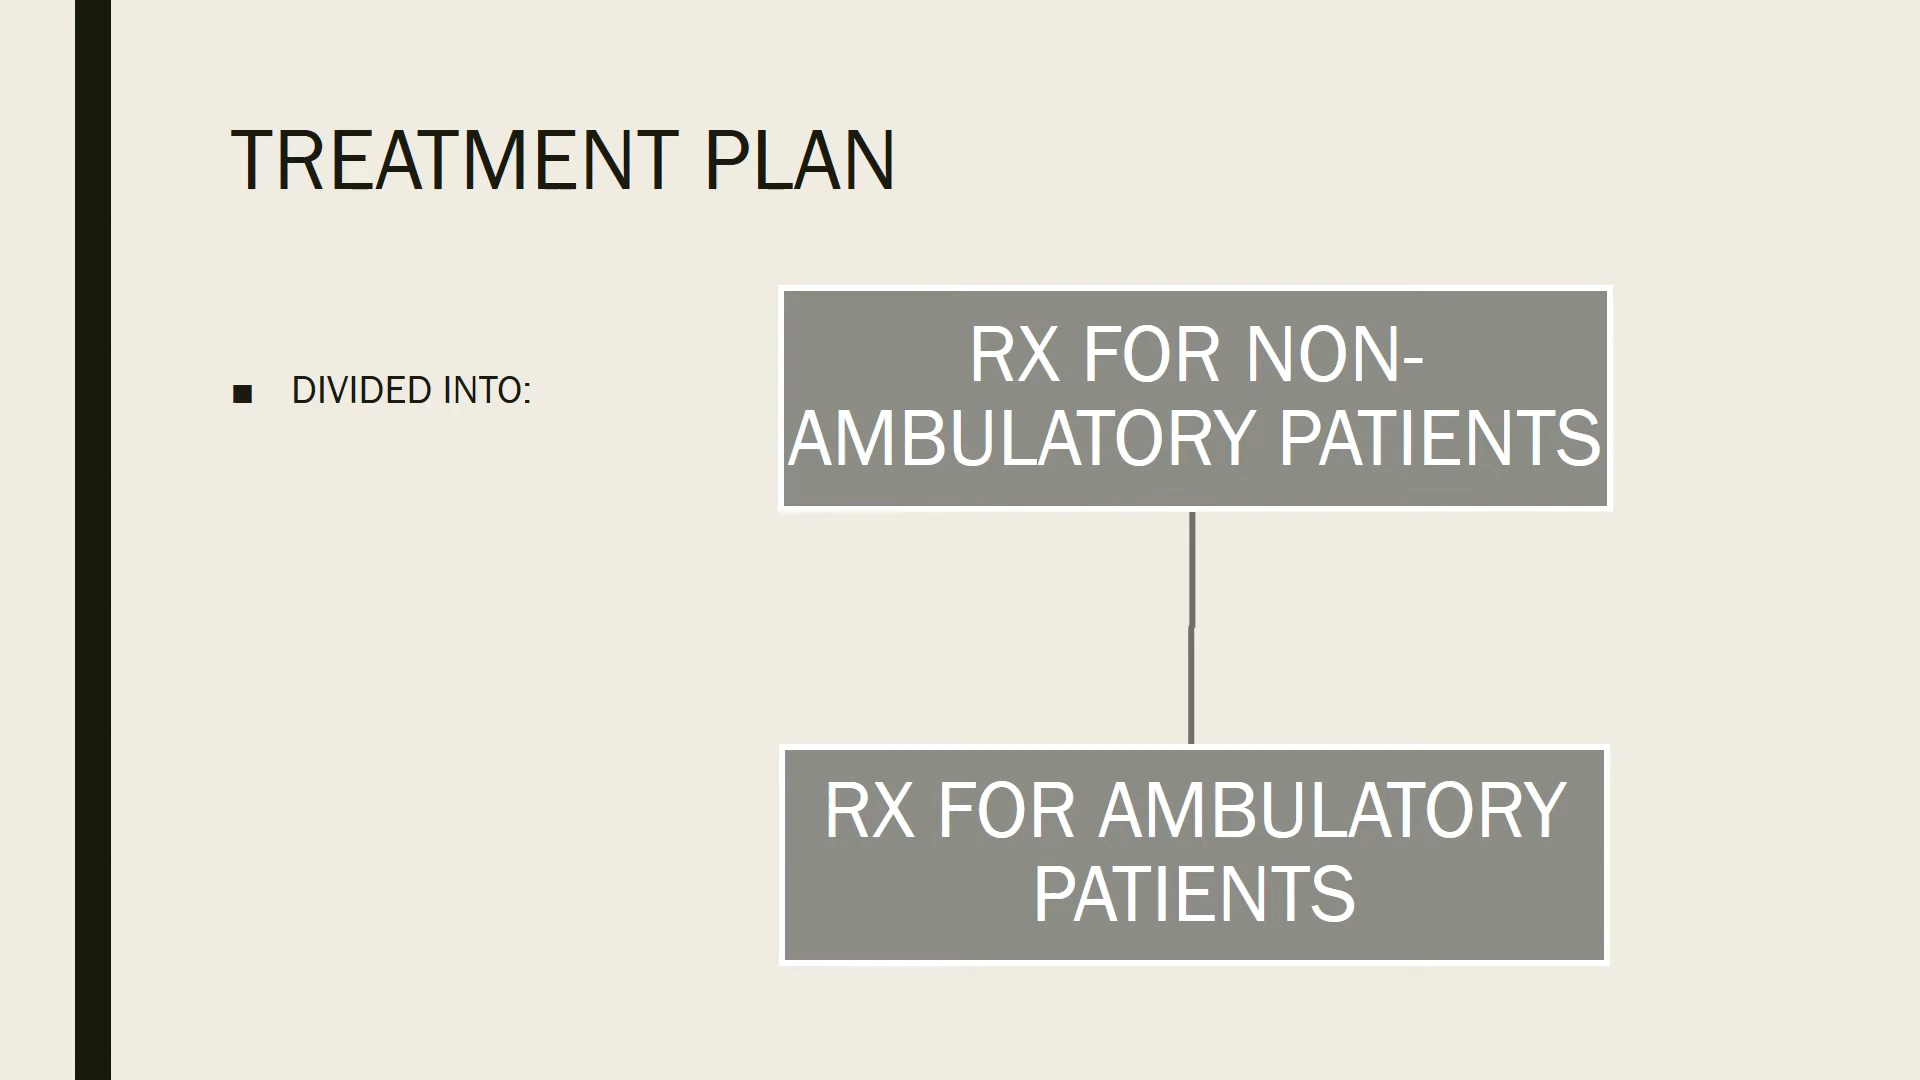 TREATMENT PLAN
■ DIVIDED INTO:
RX FOR NON-
AMBULATORY PATIENTS
RX FOR AMBULATORY
PATIENTS